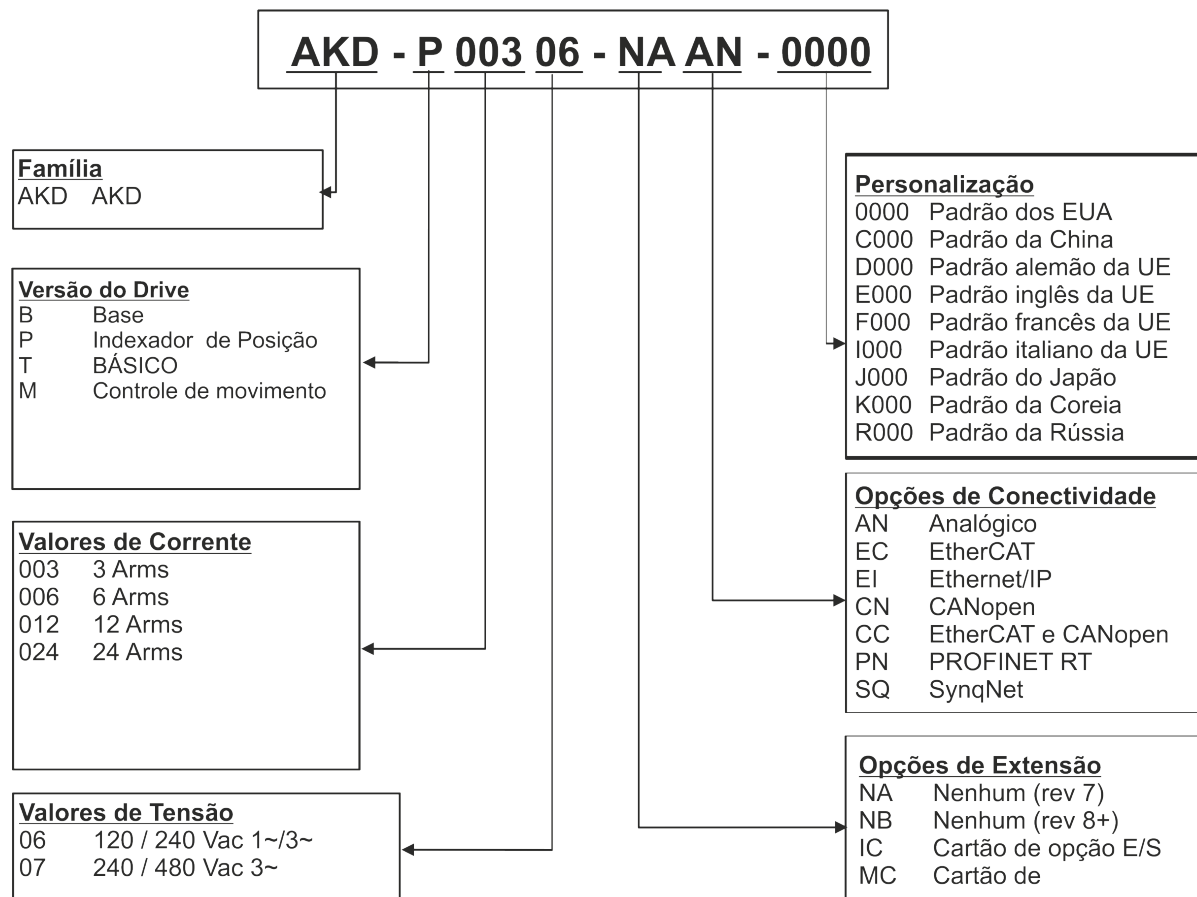 AKD - P 003 06 - NA AN - 0000
Família
AKD AKD
Versão do Drive
B Base
P Indexador de Posição
T BÁSICO
M Controle de movimento
Valores de Corrente
003 3 Arms
006 6 Arms
012 12 Arms
024 24 Arms
Valores de Tensão
06 120 / 240 Vac 1~/3~
07 240 / 480 Vac 3~
Personalização
0000 Padrão dos EUA
C000 Padrão da China
D000 Padrão alemão da UE
E000 Padrão inglês da UE
F000 Padrão francês da UE
I000 Padrão italiano da UE
J000 Padrão do Japão
K000 Padrão da Coreia
R000 Padrão da Rússia
Opções de Conectividade
AN Analógico
EC EtherCAT
EI Ethernet/IP
CN CANopen
CC EtherCAT e CANopen
PN PROFINET RT
SQ SynqNet
Opções de Extensão
NA Nenhum (rev 7)
NB Nenhum (rev 8+)
IC Cartão de opção E/S
MC Cartão de